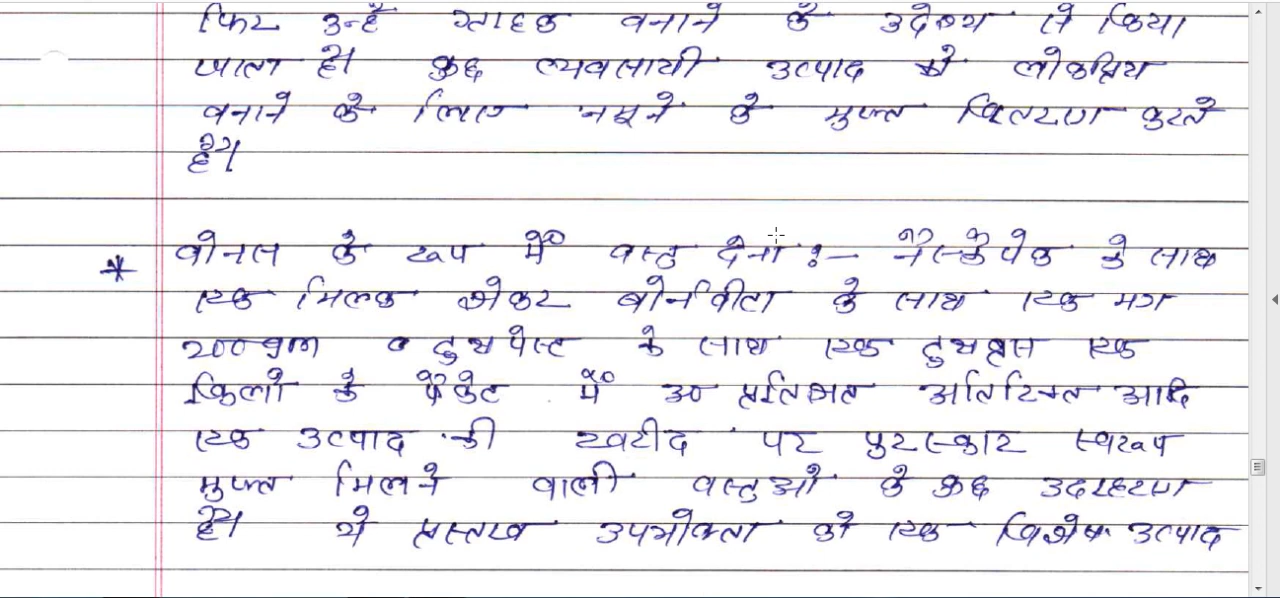 फिर उन्हें ग्राहक बनाने के उद्देश्य से किया
जाता है। कुछ व्यवसायी उत्पाद को लोकप्रिय
बनाने के लिए नमूने के मुफ्त वितरण करते
है।
* बोनस के रूप में वस्तु देना :- नेस्केपेक के साथ
एक मिल्क शेकर बोर्नवीटा के साथ एक मग
200 ग्राम टुथपेस्ट के साथ एक टुथब्रास एक
किलो के पैकेट में 30 प्रतिशत अतिरिक्त आदि
एक उत्पाद की खरीद पर पुरस्कार स्वरूप
मुफ्त मिलने वाली वस्तुओ के कुछ उदाहरण
है। ये प्रस्तख उपभोक्ता को एक विशेष उत्पाद